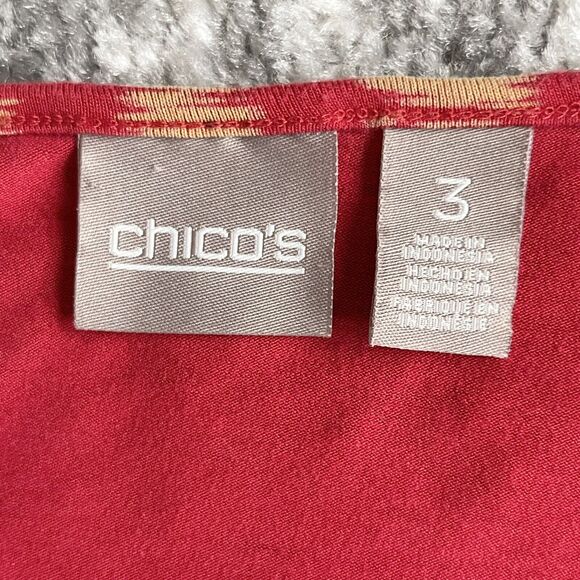 chico's
3
MADE IN
INDONESIA
HECHO EN
INDONESIA
FABRIQUE EN
INDONESIE